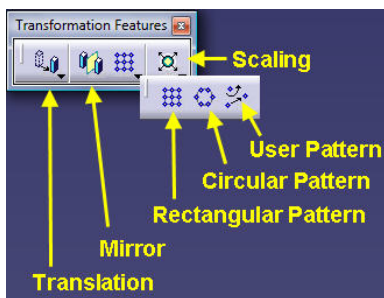 Transformation Features
Scaling
User Pattern
Circular Pattern
Rectangular Pattern
Mirror
Translation